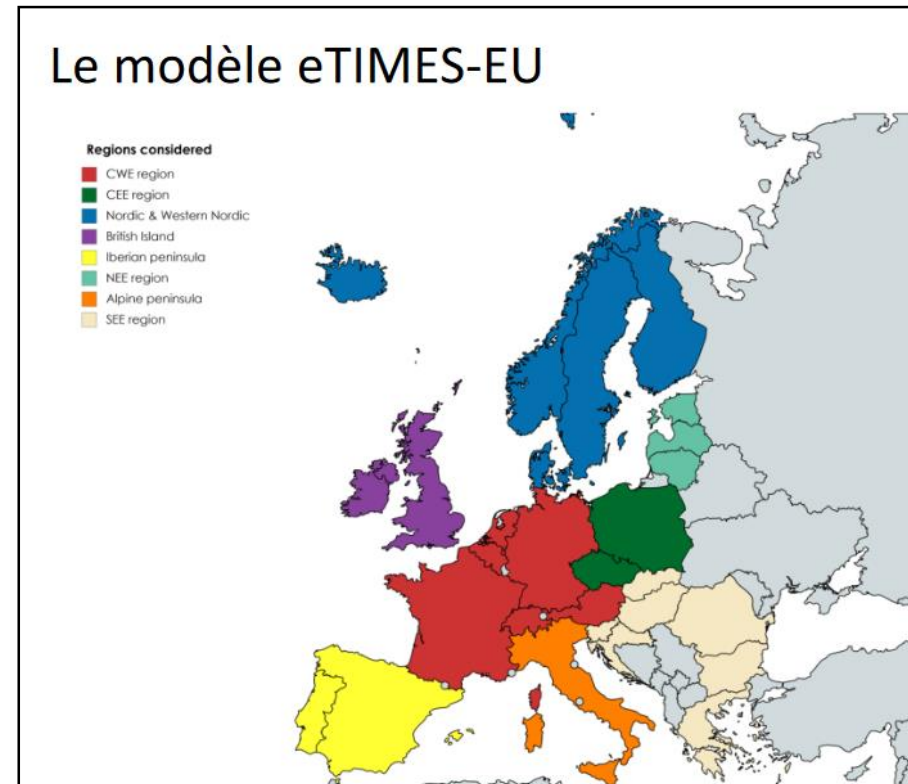 Le modèle eTIMES-EU
Regions considered
CWE region
CEE region
Nordic & Western Nordic
British Island
Iberian peninsula
NEE region
Alpine peninsula
SEE region